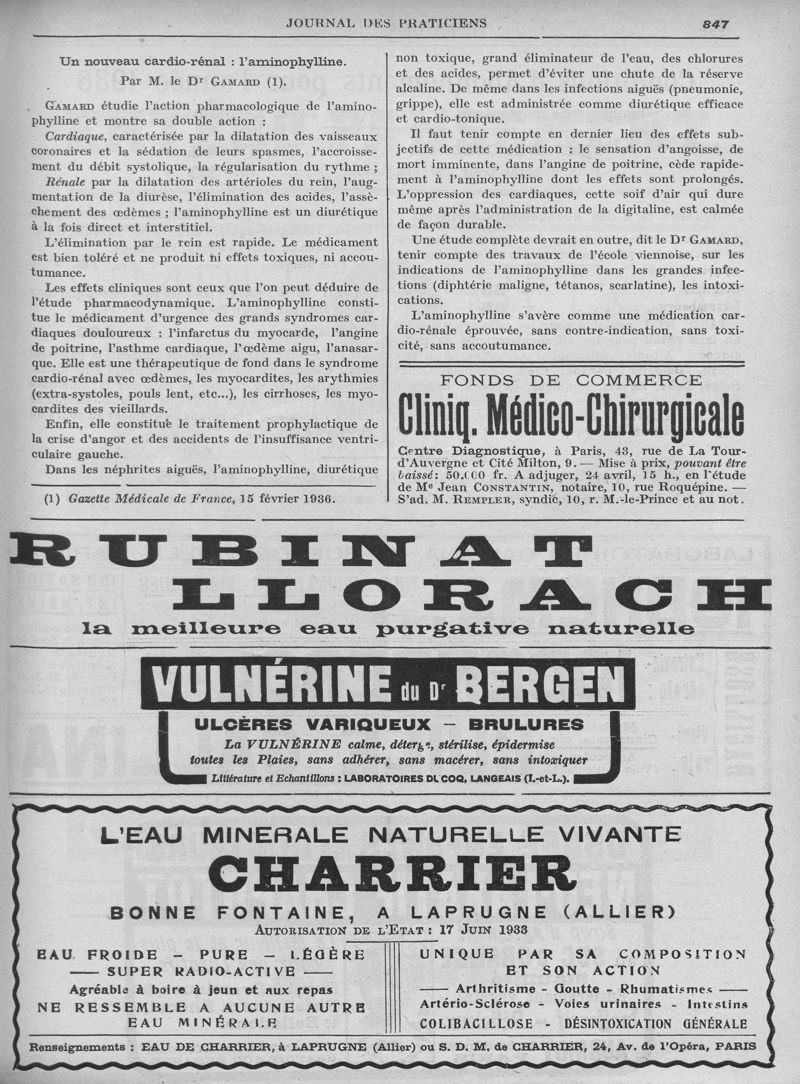 JOURNAL DES PRATICIENS 847
Un nouveau cardio-rénal : l'aminophylline.
Par M. le Dr GAMARD (1).
GAMARD étudie l'action pharmacologique de l'amino-
phylline et montre sa double action :
Cardiaque, caractérisée par la dilatation des vaisseaux
coronaires et la sédation de leurs spasmes, l'accroisse-
ment du débit systolique, la régularisation du rythme ;
Rénale par la dilatation des artérioles du rein, l'aug-
mentation de la diurèse, l'élimination des acides, l'assè-
chement des œdèmes ; l'aminophylline est un diurétique
à la fois direct et interstitiel.
L'élimination par le rein est rapide. Le médicament
est bien toléré et ne produit ni effets toxiques, ni accou-
tumance.
Les effets cliniques sont ceux que l'on peut déduire de
l'étude pharmacodynamique. L'aminophylline consti-
tue le médicament d'urgence des grands syndromes car-
diaques douloureux : l'infarctus du myocarde, l'angine
de poitrine, l'asthme cardiaque, l'œdème aigu, l'anasar-
que. Elle est une thérapeutique de fond dans le syndrome
cardio-rénal avec œdèmes, les myocardites, les arythmies
(extra-systoles, pouls lent, etc...), les cirrhoses, les myo-
cardites des vieillards.
Enfin, elle constitue le traitement prophylactique de
la crise d'angor et des accidents de l'insuffisance ventri-
culaire gauche.
Dans les néphrites aiguës, l'aminophylline, diurétique
(1) Gazette Médicale de France, 15 février 1936.
non toxique, grand éliminateur de l'eau, des chlorures
et des acides, permet d'éviter une chute de la réserve
alcaline. De même dans les infections aiguës (pneumonie,
grippe), elle est administrée comme diurétique efficace
et cardio-tonique.
Il faut tenir compte en dernier lieu des effets sub-
jectifs de cette médication : le sensation d'angoisse, de
mort imminente, dans l'angine de poitrine, cède rapide-
ment à l'aminophylline dont les effets sont prolongés.
L'oppression des cardiaques, cette soif d'air qui dure
même après l'administration de la digitaline, est calmée
de façon durable.
Une étude complète devrait en outre, dit le Dr GAMARD,
tenir compte des travaux de l'école viennoise, sur les
indications de l'aminophylline dans les grandes infec-
tions (diphtérie maligne, tétanos, scarlatine), les intoxi-
cations.
L'aminophylline s'avère comme une médication car-
dio-rénale éprouvée, sans contre-indication, sans toxi-
cité, sans accoutumance.
FONDS DE COMMERCE
Cliniq. Médico-Chirurgicale
Centre Diagnostique, à Paris, 43, rue de La Tour-
d'Auvergne et Cité Milton, 9. — Mise à prix, pouvant être
baissé : 50.000 fr. A adjuger, 24 avril, 15 h., en l'étude
de Me Jean CONSTANTIN, notaire, 10, rue Roquépine. —
S'ad. M. REMPLER, syndic, 10, r. M.-le-Prince et au not.
RUBINAT
LLORACH
la meilleure eau purgative naturelle
VULNÉRINE du Dr BERGEN
ULCÈRES VARIQUEUX — BRULURES
La VULNÉRINE calme, déterge, stérilise, épidermise
toutes les Plaies, sans adhérer, sans macérer, sans intoxiquer
Littérature et Echantillons : LABORATOIRES DU COQ, LANGEAIS (I.-et-L.).
L'EAU MINERALE NATURELLE VIVANTE
CHARRIER
BONNE FONTAINE, A LAPRUGNE (ALLIER)
AUTORISATION DE L'ETAT : 17 JUIN 1933
EAU FROIDE — PURE — LÉGÈRE
— SUPER RADIO-ACTIVE —
Agréable à boire à jeun et aux repas
NE RESSEMBLE A AUCUNE AUTRE
EAU MINÉRALE
UNIQUE PAR SA COMPOSITION
ET SON ACTION
— Arthritisme - Goutte - Rhumatismes —
Artério-Sclérose - Voies urinaires - Intestins
COLIBACILLOSE - DÉSINTOXICATION GÉNÉRALE
Renseignements : EAU DE CHARRIER, à LAPRUGNE (Allier) ou S. D. M. de CHARRIER, 24, Av. de l'Opéra, PARIS